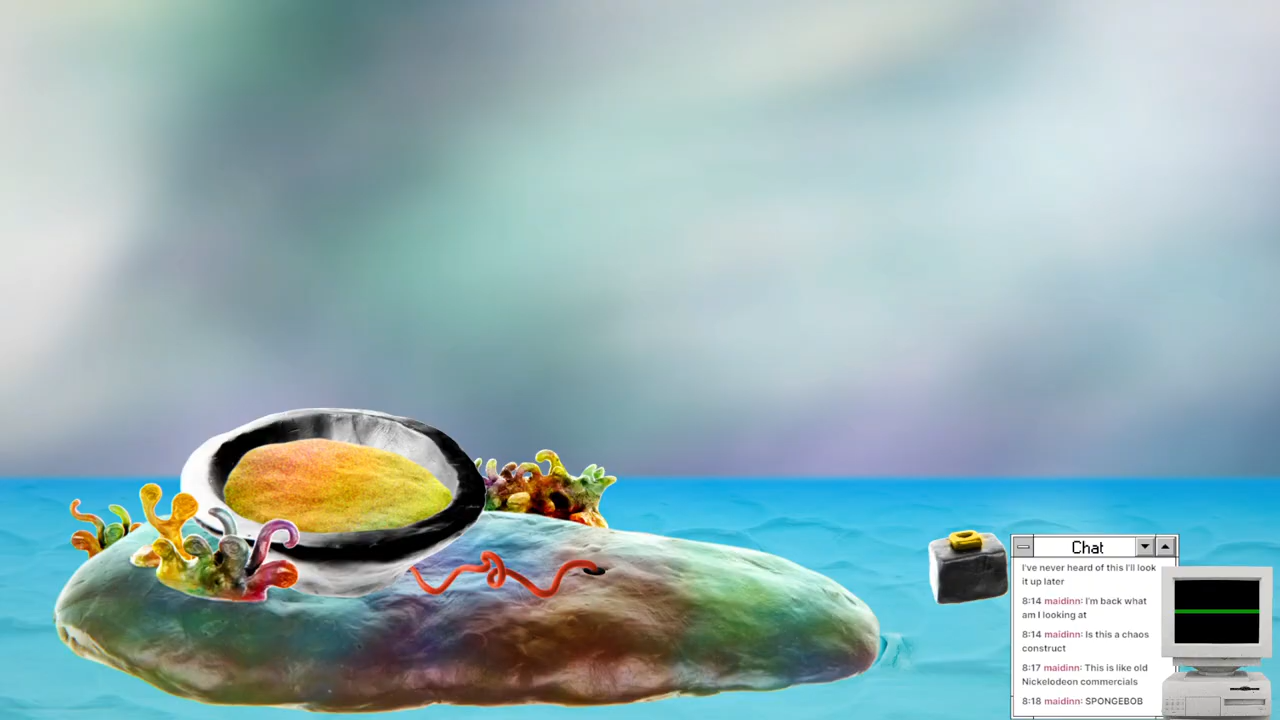 Chat
I've never heard of this I'll look
it up later
8:14 maidinn: I'm back what
am I looking at
8:14 maidinn: Is this a chaos
construct
8:17 maidinn: This is like old
Nickelodeon commercials
8:18 maidinn: SPONGEBOB